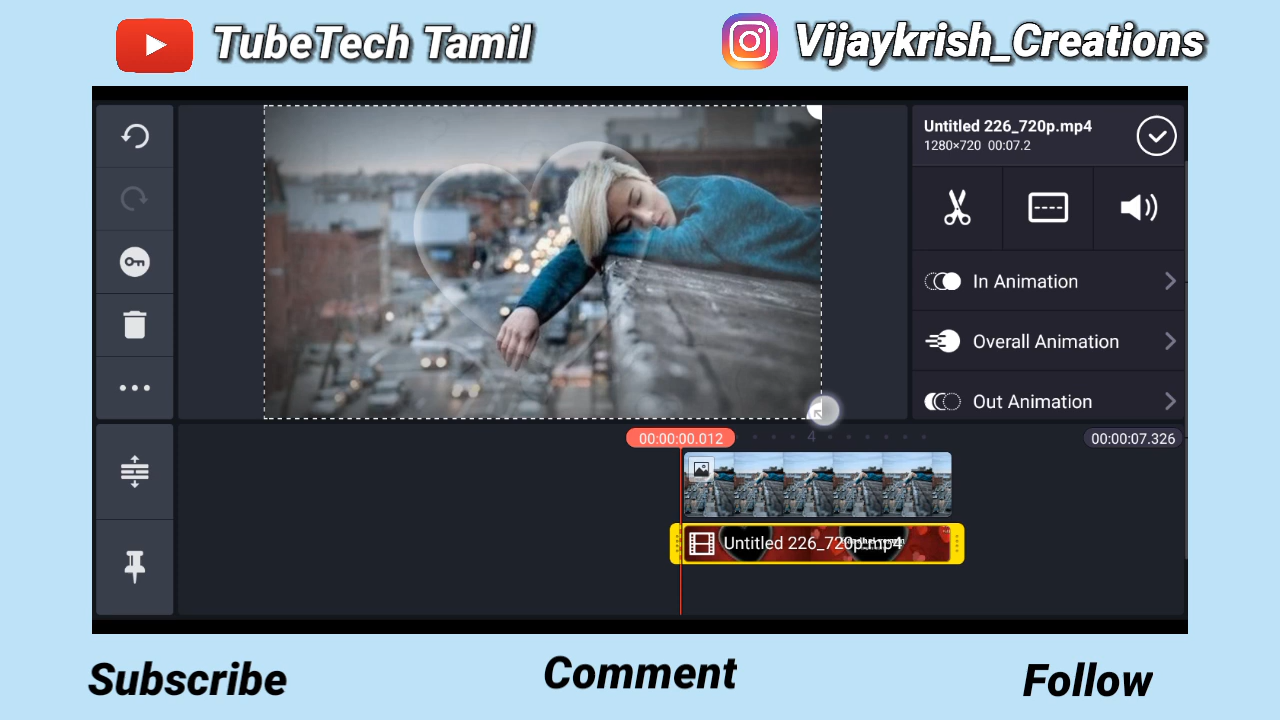 TubeTech Tamil
Vijaykrish_Creations
Untitled 226_720p.mp4
1280×720 00:07.2
In Animation
Overall Animation
Out Animation
00:00:00.012
4
00:00:07.326
Untitled 226_720p.mp4
Subscribe
Comment
Follow